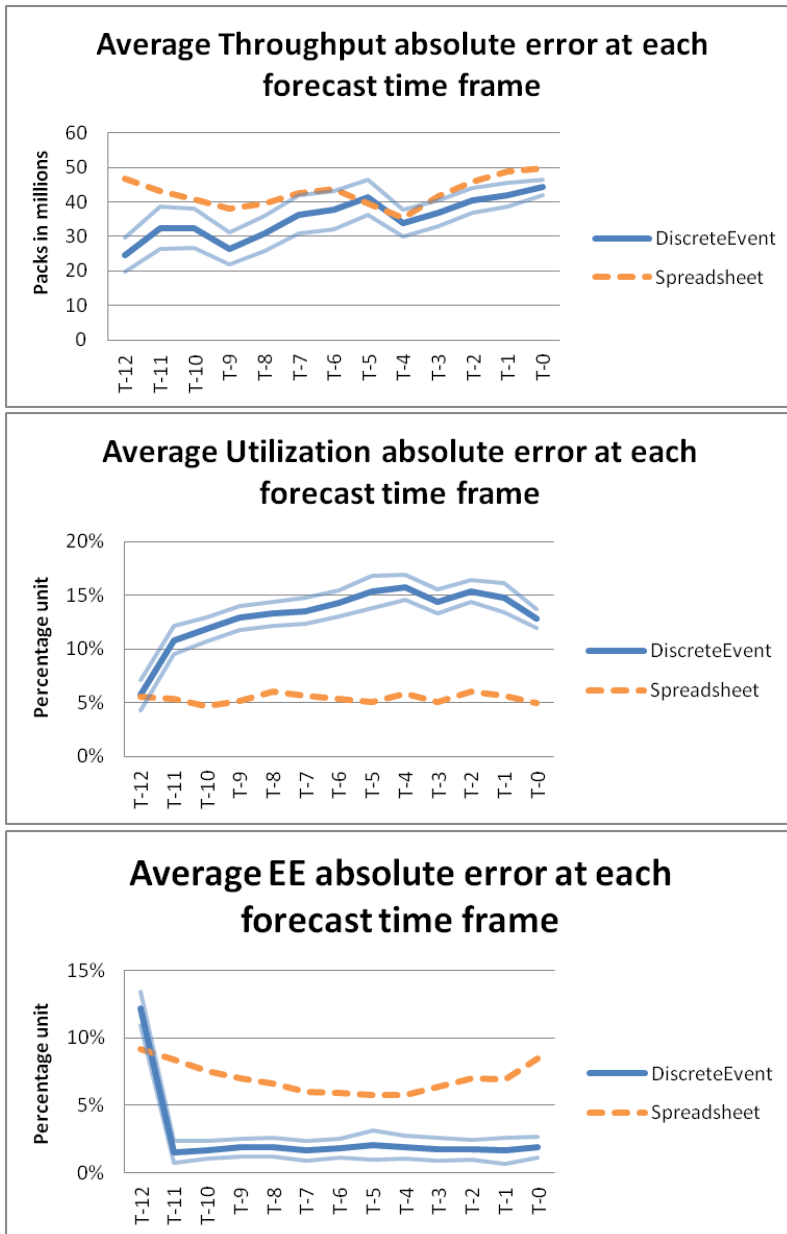 Average Throughput absolute error at each
forecast time frame
Packs in millions
60
50
40
30
20
10
0
T-12
T-11
T-10
T-9
T-8
T-7
T-6
T-5
T-4
T-3
T-2
T-1
T-0
DiscreteEvent
Spreadsheet
Average Utilization absolute error at each
forecast time frame
Percentage unit
20%
15%
10%
5%
0%
T-12
T-11
T-10
T-9
T-8
T-7
T-6
T-5
T-4
T-3
T-2
T-1
T-0
DiscreteEvent
Spreadsheet
Average EE absolute error at each
forecast time frame
Percentage unit
15%
10%
5%
0%
T-12
T-11
T-10
T-9
T-8
T-7
T-6
T-5
T-4
T-3
T-2
T-1
T-0
DiscreteEvent
Spreadsheet